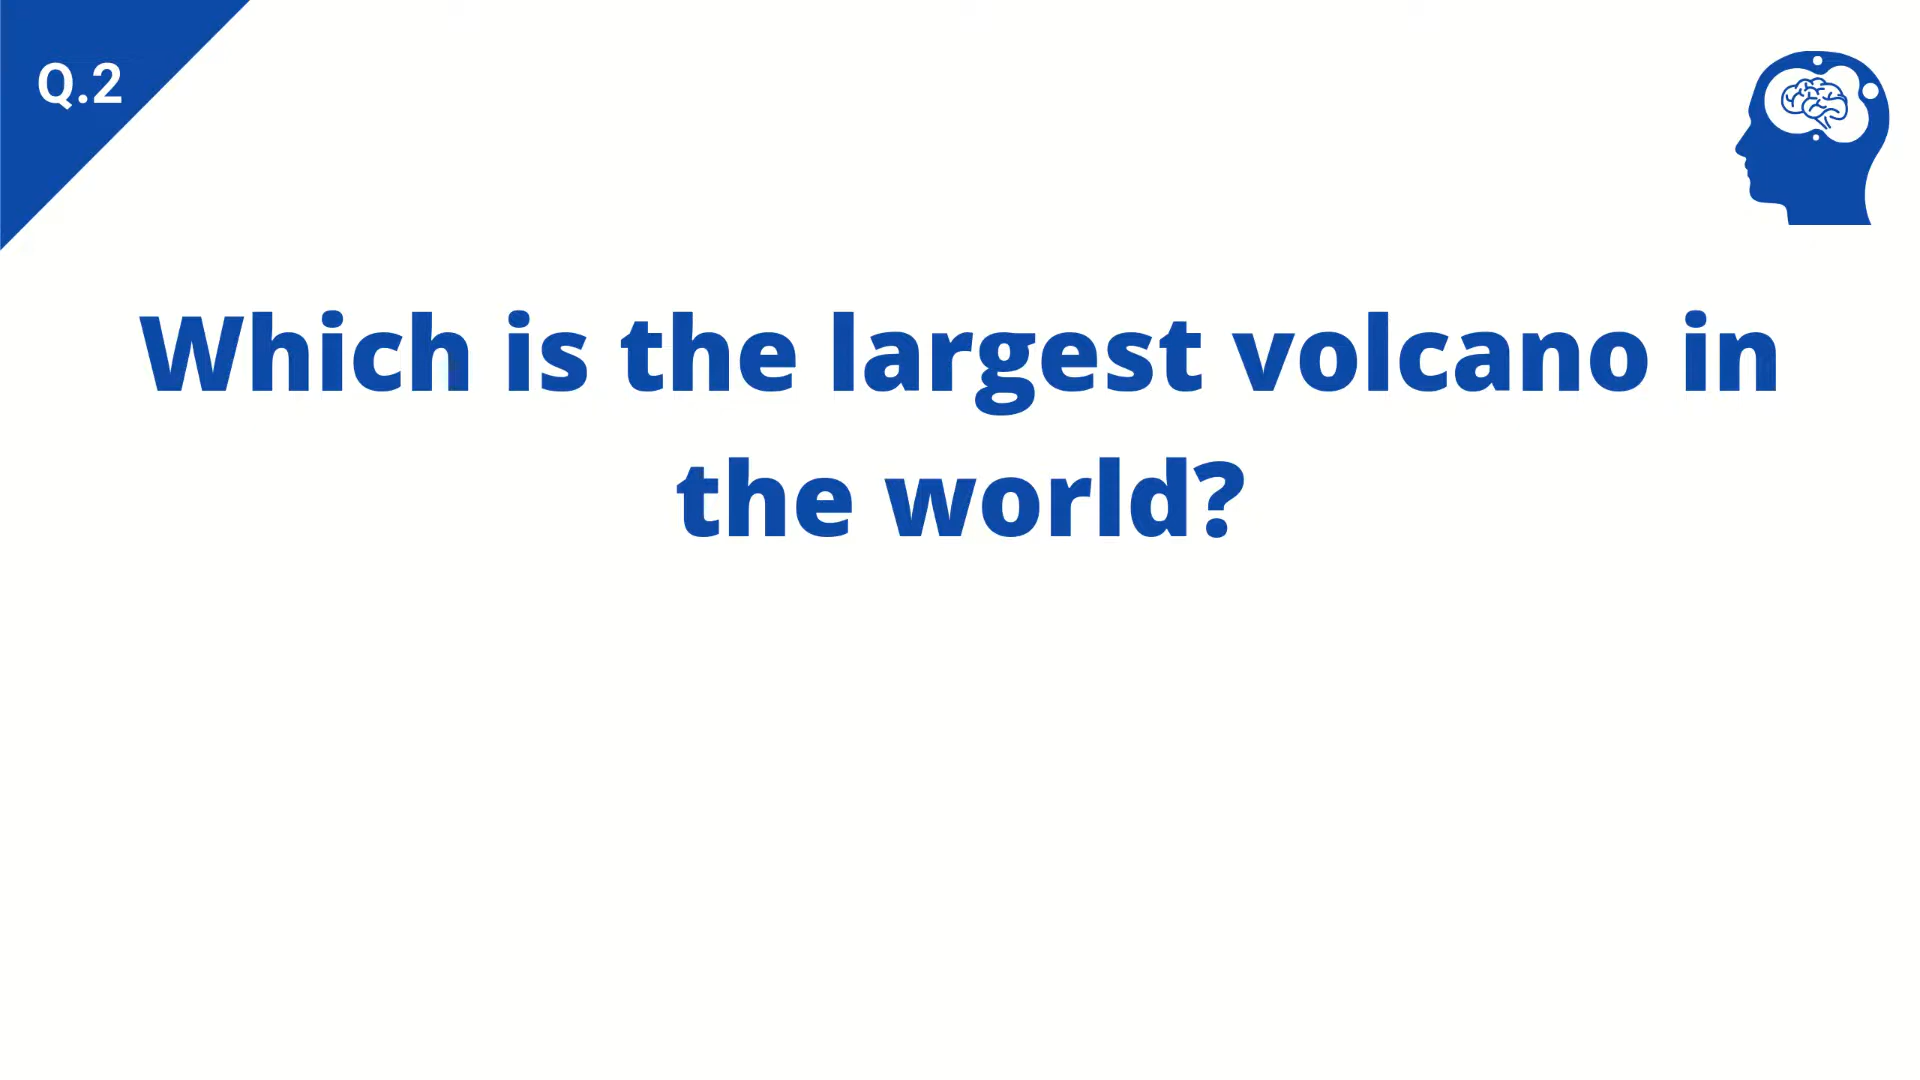 Q.2
Which is the largest volcano in
the world?